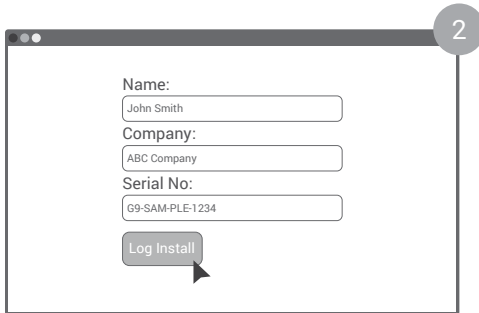 2
Name:
John Smith
Company:
ABC Company
Serial No:
G9-SAM-PLE-1234
Log Install